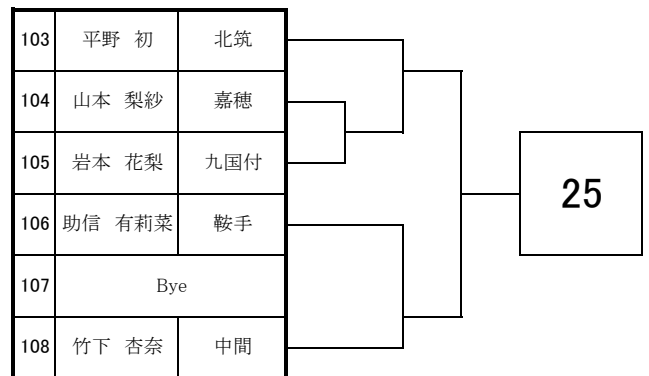 103 平野 初 北筑
104 山本 梨紗 嘉穂
105 岩本 花梨 九国付
106 助信 有莉菜 鞍手
107 Bye
108 竹下 杏奈 中間
25